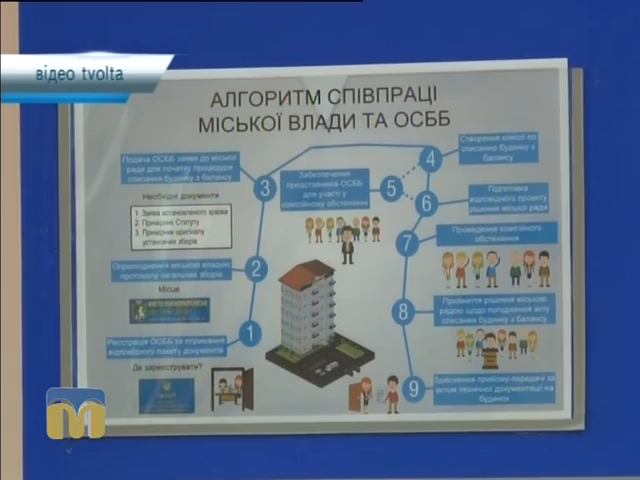 відео tvolta
АЛГОРИТМ СПІВПРАЦІ
МІСЬКОЇ ВЛАДИ ТА ОСББ
Подача ОСББ заяви до міської
ради для початку процедури
списання будинку з балансу
3
Необхідні документи
1. Заява встановленого зразка
2. Примірник Статуту
3. Примірник оригіналу
установчих зборів
Оприлюднення міською владою
протоколу загальних зборів
2
Місце
Реєстрація ОСББ та отримання
відповідного пакету документів
1
Де зареєструвати?
Забезпечення
представників ОСББ
для участі у
комісійному обстеженні
5
4
Створення комісії по
списанню будинку з
балансу
6
Підготовка
відповідного проекту
рішення міської ради
7
Проведення комісійного
обстеження
8
Прийняття рішення міською
радою щодо погодження акту
списання будинку з балансу
9
Здійснення прийому-передачі за
актом технічної документації на
будинок